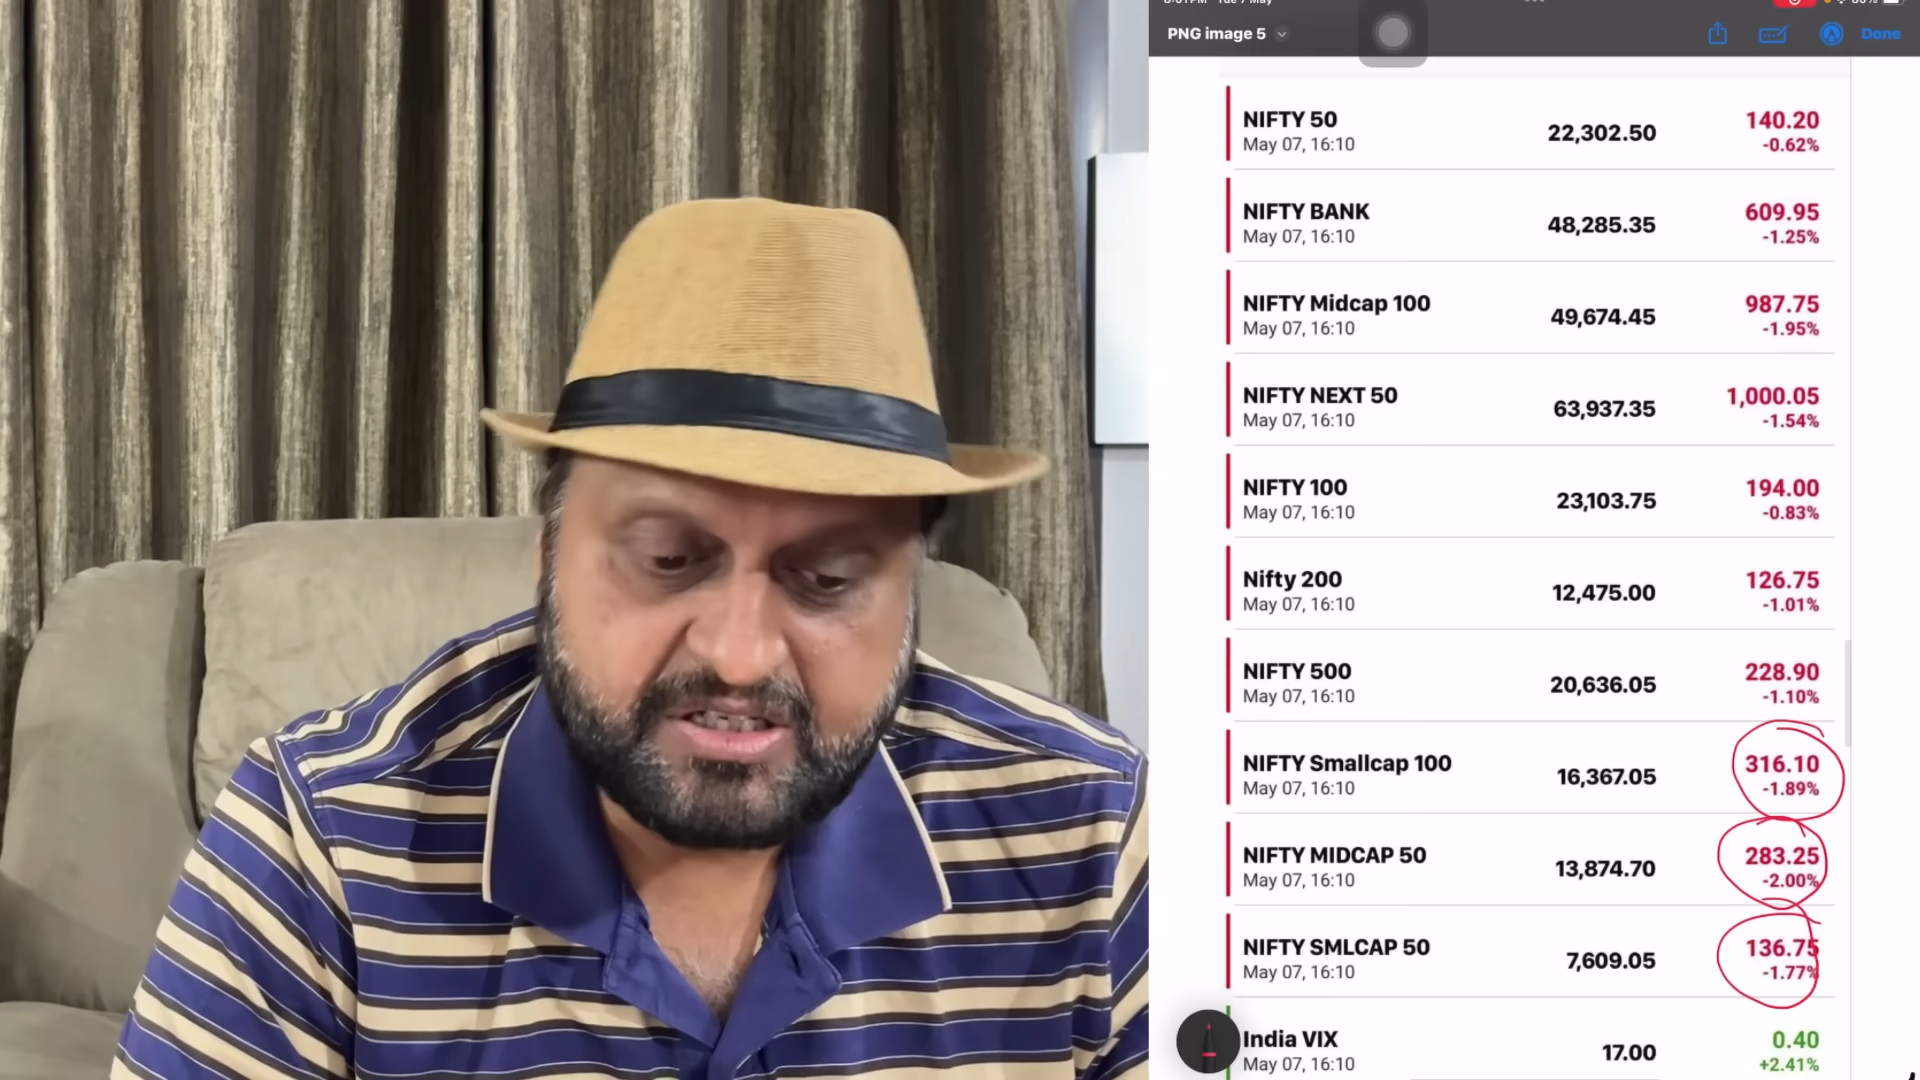 Tue 7 May
PNG image 5
Done
NIFTY 50
May 07, 16:10
22,302.50
140.20
-0.62%
NIFTY BANK
May 07, 16:10
48,285.35
609.95
-1.25%
NIFTY Midcap 100
May 07, 16:10
49,674.45
987.75
-1.95%
NIFTY NEXT 50
May 07, 16:10
63,937.35
1,000.05
-1.54%
NIFTY 100
May 07, 16:10
23,103.75
194.00
-0.83%
Nifty 200
May 07, 16:10
12,475.00
126.75
-1.01%
NIFTY 500
May 07, 16:10
20,636.05
228.90
-1.10%
NIFTY Smallcap 100
May 07, 16:10
16,367.05
316.10
-1.89%
NIFTY MIDCAP 50
May 07, 16:10
13,874.70
283.25
-2.00%
NIFTY SMLCAP 50
May 07, 16:10
7,609.05
136.75
-1.77%
India VIX
May 07, 16:10
17.00
0.40
+2.41%